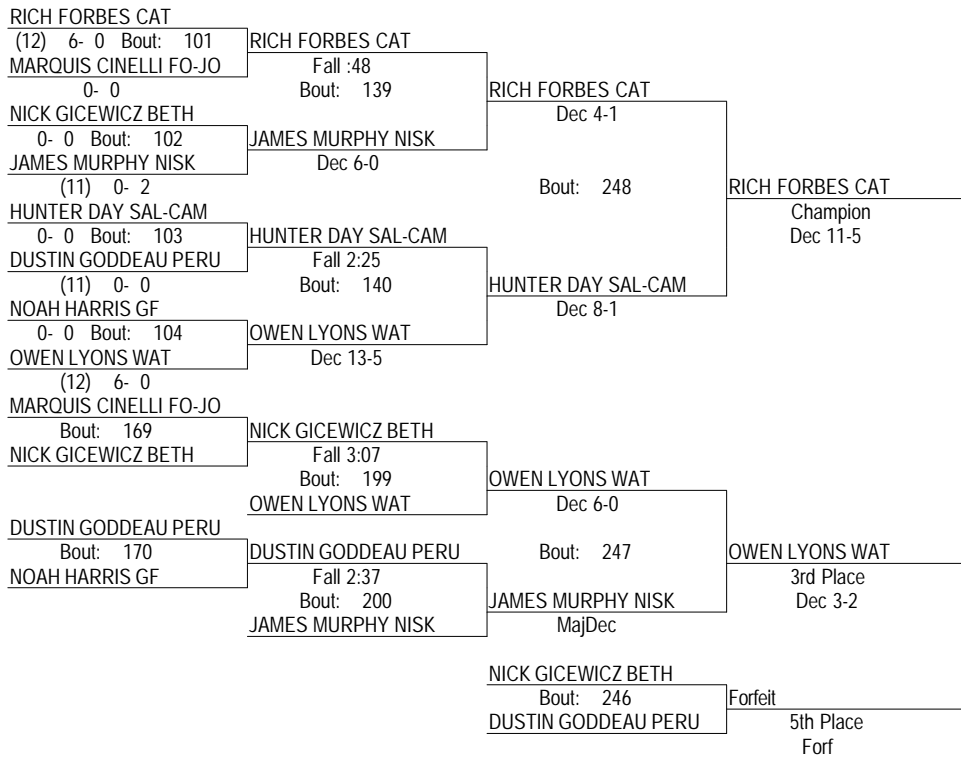 RICH FORBES CAT
(12) 6- 0 Bout: 101 RICH FORBES CAT
MARQUIS CINELLI FO-JO Fall :48
0- 0 Bout: 139 RICH FORBES CAT
NICK GICEWICZ BETH Dec 4-1
0- 0 Bout: 102 JAMES MURPHY NISK
JAMES MURPHY NISK Dec 6-0
(11) 0- 2 Bout: 248 RICH FORBES CAT
HUNTER DAY SAL-CAM Champion
0- 0 Bout: 103 HUNTER DAY SAL-CAM Dec 11-5
DUSTIN GODDEAU PERU Fall 2:25
(11) 0- 0 Bout: 140 HUNTER DAY SAL-CAM
NOAH HARRIS GF Dec 8-1
0- 0 Bout: 104 OWEN LYONS WAT
OWEN LYONS WAT Dec 13-5
(12) 6- 0
MARQUIS CINELLI FO-JO
Bout: 169 NICK GICEWICZ BETH
NICK GICEWICZ BETH Fall 3:07
Bout: 199 OWEN LYONS WAT
OWEN LYONS WAT Dec 6-0
DUSTIN GODDEAU PERU
Bout: 170 DUSTIN GODDEAU PERU Bout: 247 OWEN LYONS WAT
NOAH HARRIS GF Fall 2:37 3rd Place
Bout: 200 JAMES MURPHY NISK Dec 3-2
JAMES MURPHY NISK MajDec
NICK GICEWICZ BETH
Bout: 246 Forfeit
DUSTIN GODDEAU PERU 5th Place
Forf